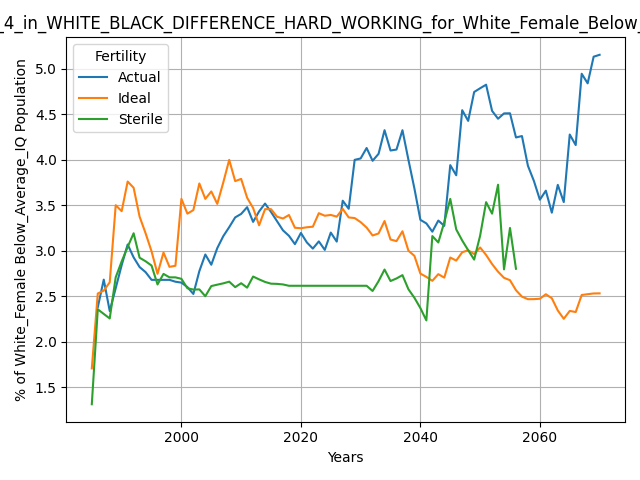 _4_in_WHITE_BLACK_DIFFERENCE_HARD_WORKING_for_White_Female_Below_
Fertility
Actual
Ideal
Sterile
% of White_Female Below_Average_IQ Population
5.0
4.5
4.0
3.5
3.0
2.5
2.0
1.5
2000
2020
2040
2060
Years